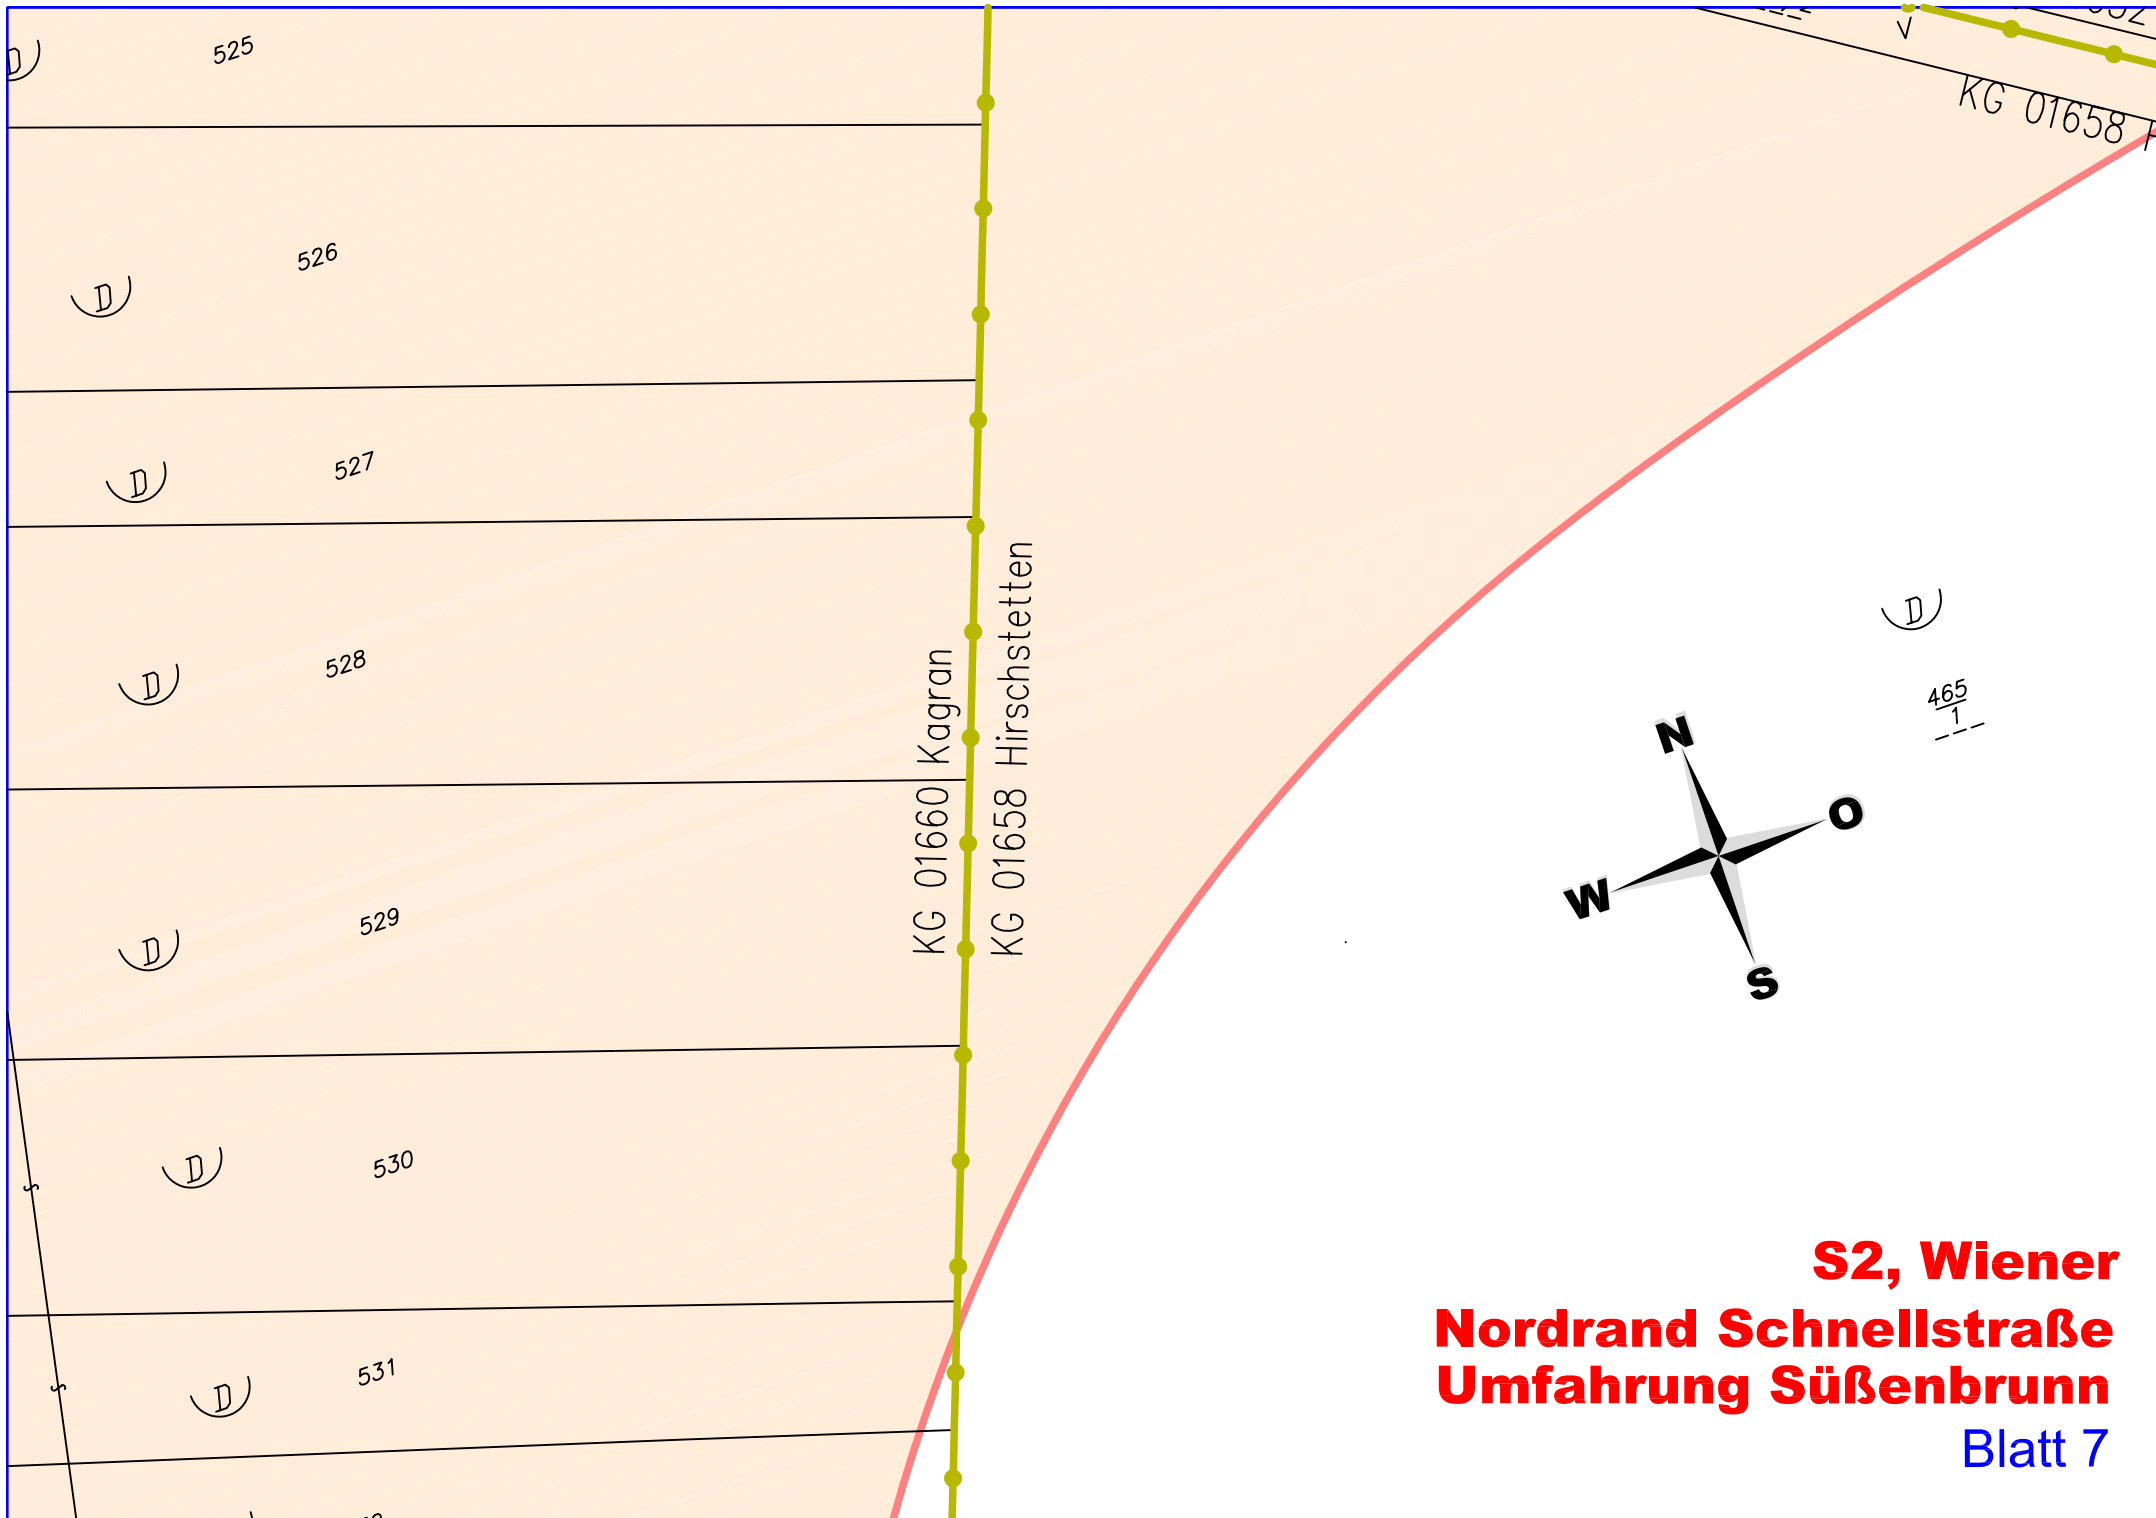 525
D
526
D
527
D
528
D
529
D
530
D
531
D
KG 01660 Kagran
KG 01658 Hirschstetten
KG 01658
D
465
1
N
O
W
S
S2, Wiener
Nordrand Schnellstraße
Umfahrung Süßenbrunn
Blatt 7